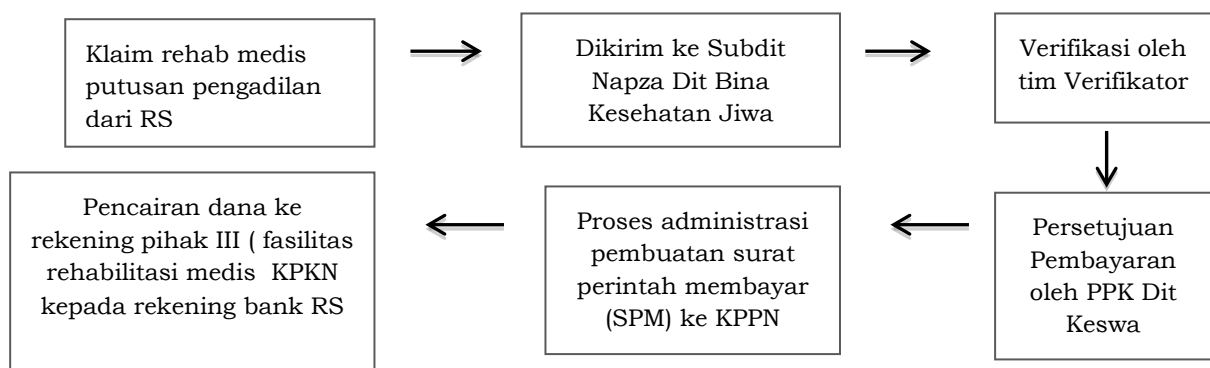 Klaim rehab medis
putusan pengadilan
dari RS
Dikirim ke Subdit
Napza Dit Bina
Kesehatan Jiwa
Verifikasi oleh
tim Verifikator
Persetujuan
Pembayaran
oleh PPK Dit
Keswa
Proses administrasi
pembuatan surat
perintah membayar
(SPM) ke KPPN
Pencairan dana ke
rekening pihak III ( fasilitas
rehabilitasi medis KPKN
kepada rekening bank RS